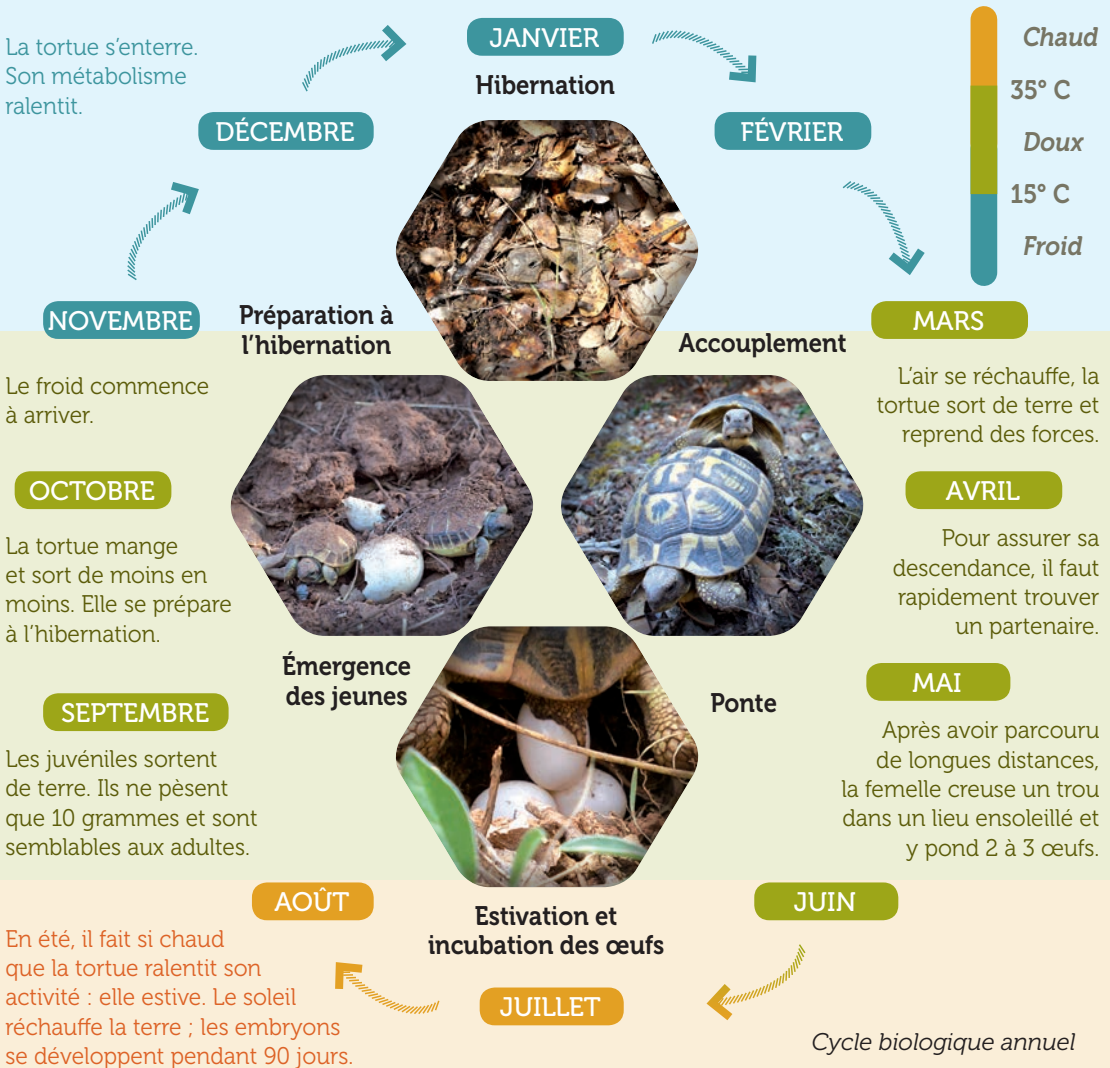 La tortue s'enterre.
Son métabolisme
ralentit.
DÉCEMBRE
JANVIER
Hibernation
FÉVRIER
Chaud
35° C
Doux
15° C
Froid
NOVEMBRE
Préparation à
l'hibernation
Accouplement
MARS
Le froid commence
à arriver.
L'air se réchauffe, la
tortue sort de terre et
reprend des forces.
OCTOBRE
AVRIL
La tortue mange
et sort de moins en
moins. Elle se prépare
à l'hibernation.
Pour assurer sa
descendance, il faut
rapidement trouver
un partenaire.
Émergence
des jeunes
Ponte
MAI
SEPTEMBRE
Les juvéniles sortent
de terre. Ils ne pèsent
que 10 grammes et sont
semblables aux adultes.
Après avoir parcouru
de longues distances,
la femelle creuse un trou
dans un lieu ensoleillé et
y pond 2 à 3 œufs.
AOÛT
Estivation et
incubation des œufs
JUIN
En été, il fait si chaud
que la tortue ralentit son
activité : elle estive. Le soleil
réchauffe la terre ; les embryons
se développent pendant 90 jours.
JUILLET
Cycle biologique annuel